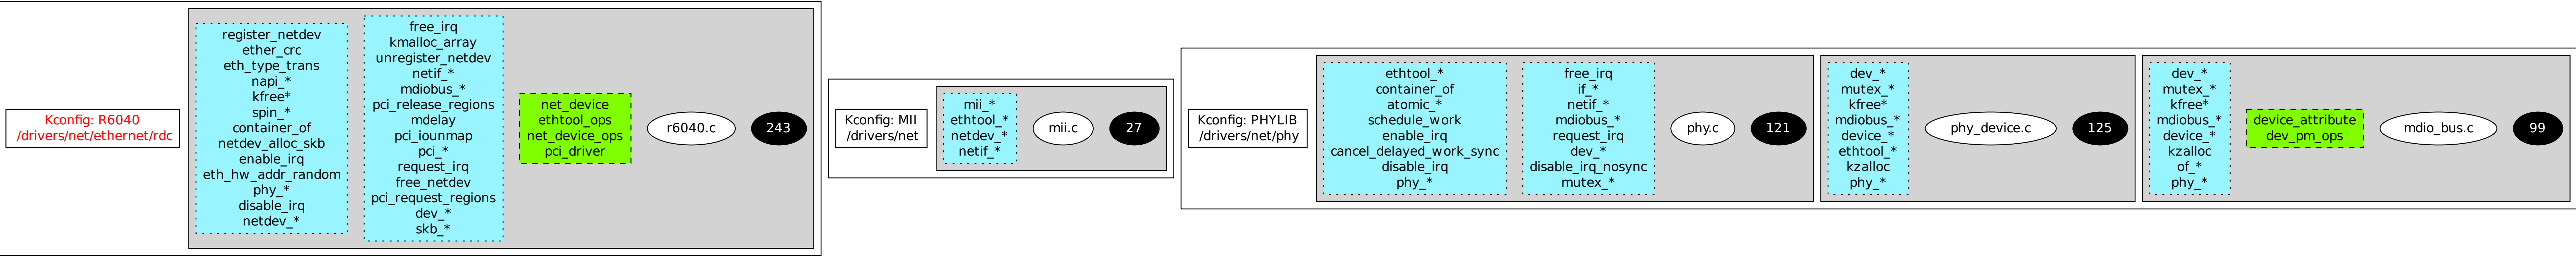 Kconfig: R6040
/drivers/net/ethernet/rdc
register_netdev
ether_crc
eth_type_trans
napi_*
kfree*
spin_*
container_of
netdev_alloc_skb
enable_irq
eth_hw_addr_random
phy_*
disable_irq
netdev_*
free_irq
kmalloc_array
unregister_netdev
netif_*
mdiobus_*
pci_release_regions
mdelay
pci_iounmap
pci_*
request_irq
free_netdev
pci_request_regions
dev_*
skb_*
net_device
ethtool_ops
net_device_ops
pci_driver
r6040.c
243
Kconfig: MII
/drivers/net
mii_*
ethtool_*
netdev_*
netif_*
mii.c
27
Kconfig: PHYLIB
/drivers/net/phy
ethtool_*
container_of
atomic_*
schedule_work
enable_irq
cancel_delayed_work_sync
disable_irq
phy_*
free_irq
if_*
netif_*
mdiobus_*
request_irq
dev_*
disable_irq_nosync
mutex_*
phy.c
121
dev_*
mutex_*
kfree*
mdiobus_*
device_*
ethtool_*
kzalloc
phy_*
phy_device.c
125
dev_*
mutex_*
kfree*
mdiobus_*
device_*
kzalloc
of_*
phy_*
device_attribute
dev_pm_ops
mdio_bus.c
99